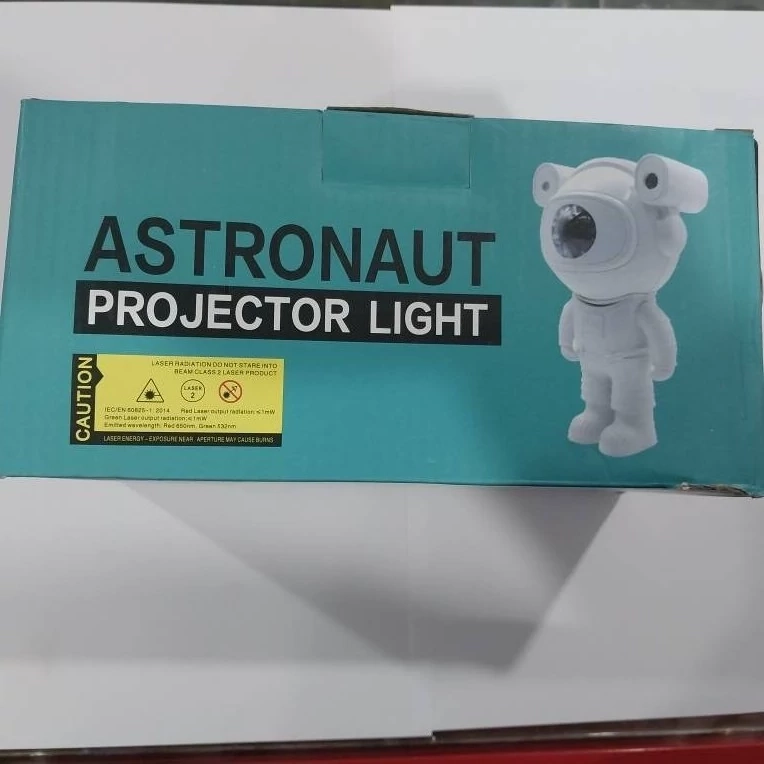 ASTRONAUT
PROJECTOR LIGHT
CAUTION
LASER RADIATION DO NOT STARE INTO
BEAM CLASS 2 LASER PRODUCT
LASER
2
IEC/EN 60825-1: 2014 Red Laser output radiation: ≤1mW
Green Laser output radiation: ≤1mW
Emitted wavelength: Red 650nm, Green 532nm
LASER ENERGY - EXPOSURE NEAR APERTURE MAY CAUSE BURNS